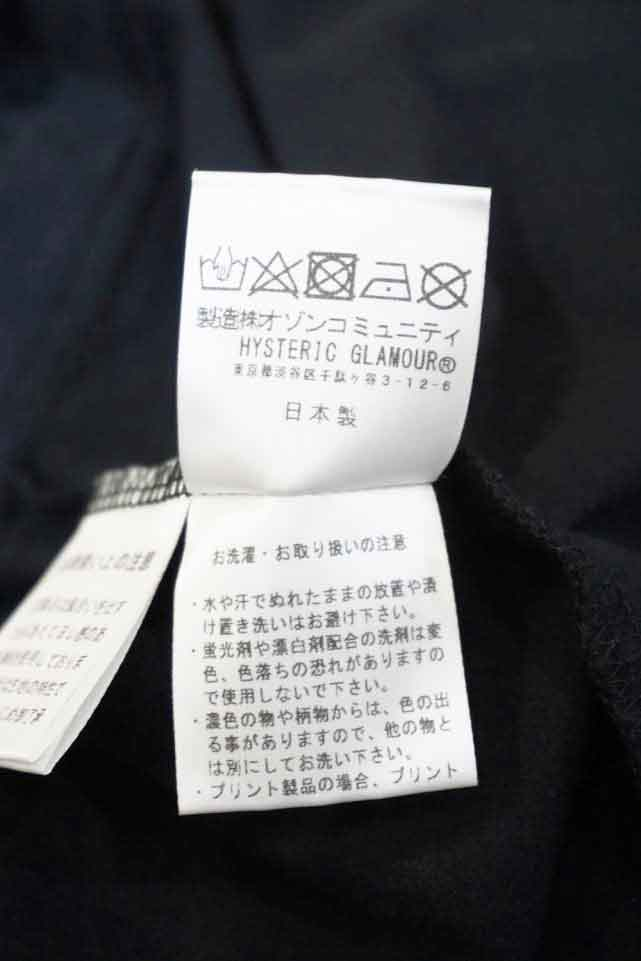 製造株オゾンコミュニティ
HYSTERIC GLAMOUR®
東京都渋谷区千駄ヶ谷3-12-6
日本製
お洗濯・お取り扱いの注意
・水や汗でぬれたままの放置や漬
け置き洗いはお避け下さい。
・蛍光剤や漂白剤配合の洗剤は変
色、色落ちの恐れがありますの
で使用しないで下さい。
・濃色の物や柄物からは、色の出
る事がありますので、他の物と
は別にしてお洗い下さい。
・プリント製品の場合、プリント